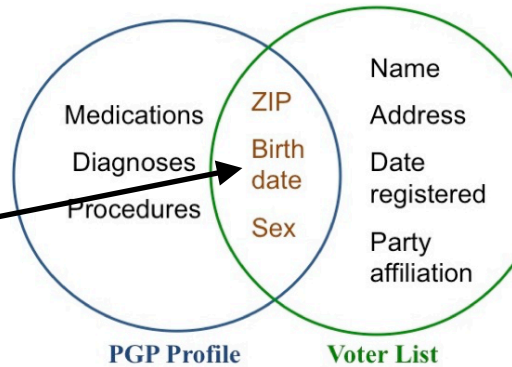 Medications
Diagnoses
Procedures
ZIP
Birth
date
Sex
Name
Address
Date
registered
Party
affiliation
PGP Profile
Voter List